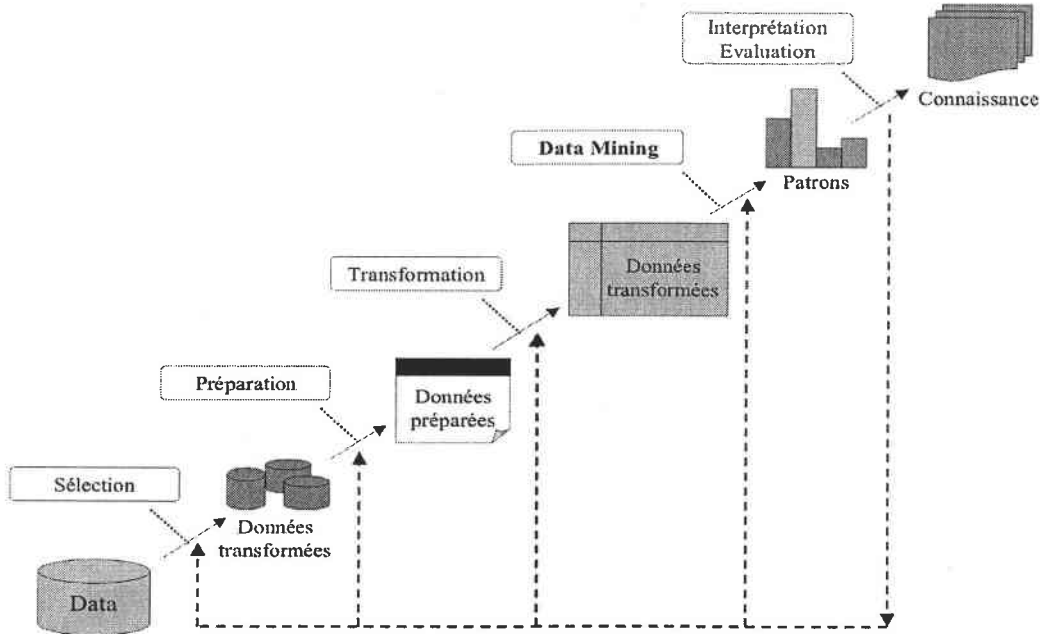 Interprétation
Evaluation
Connaissance
Data Mining
Patrons
Transformation
Données
transformées
Préparation
Données
préparées
Sélection
Données
transformées
Data